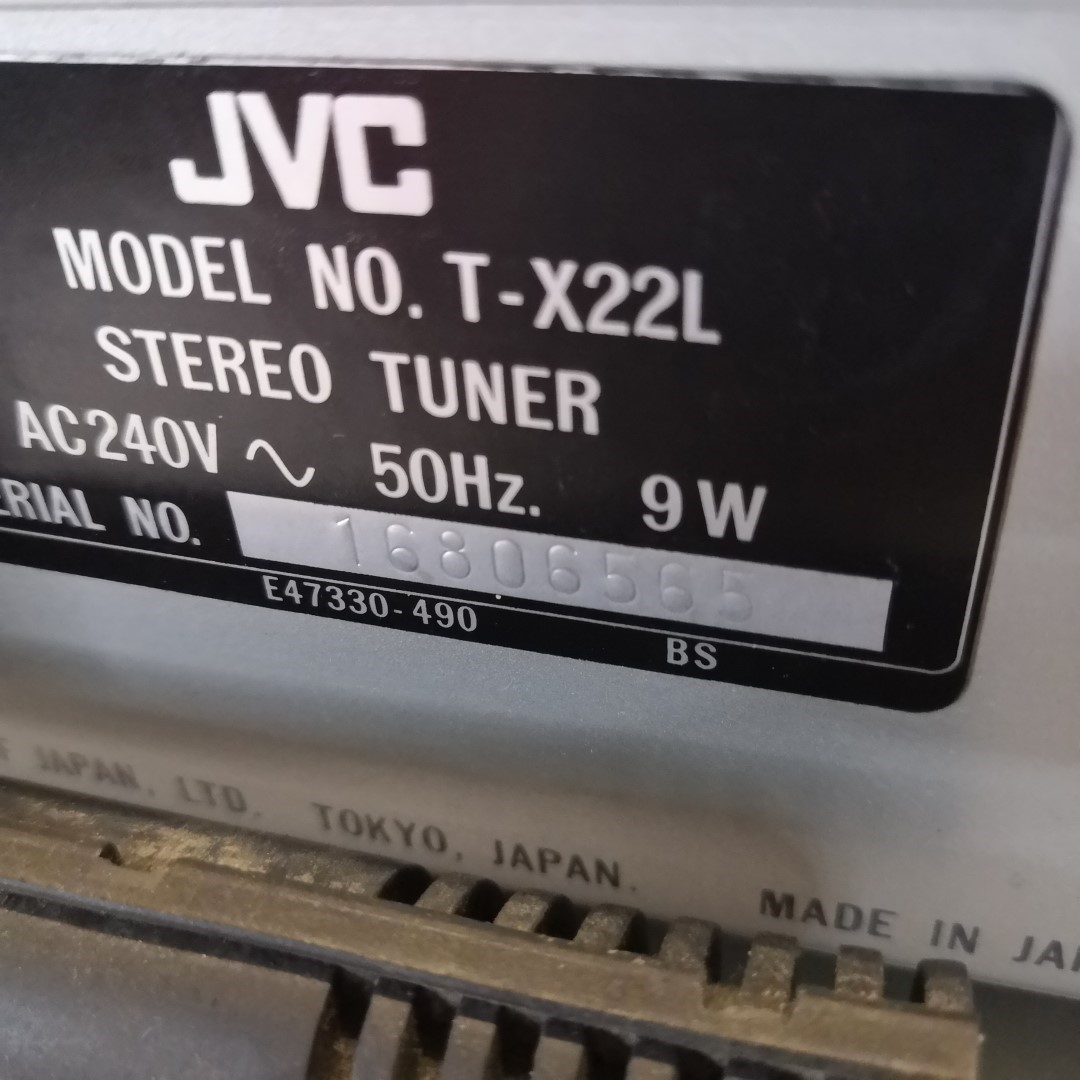 JVC
MODEL NO. T-X22L
STEREO TUNER
AC240V ~ 50Hz. 9W
ERIAL NO. 16806565
E47330-490
BS
F JAPAN, LTD. TOKYO, JAPAN.
MADE IN JA